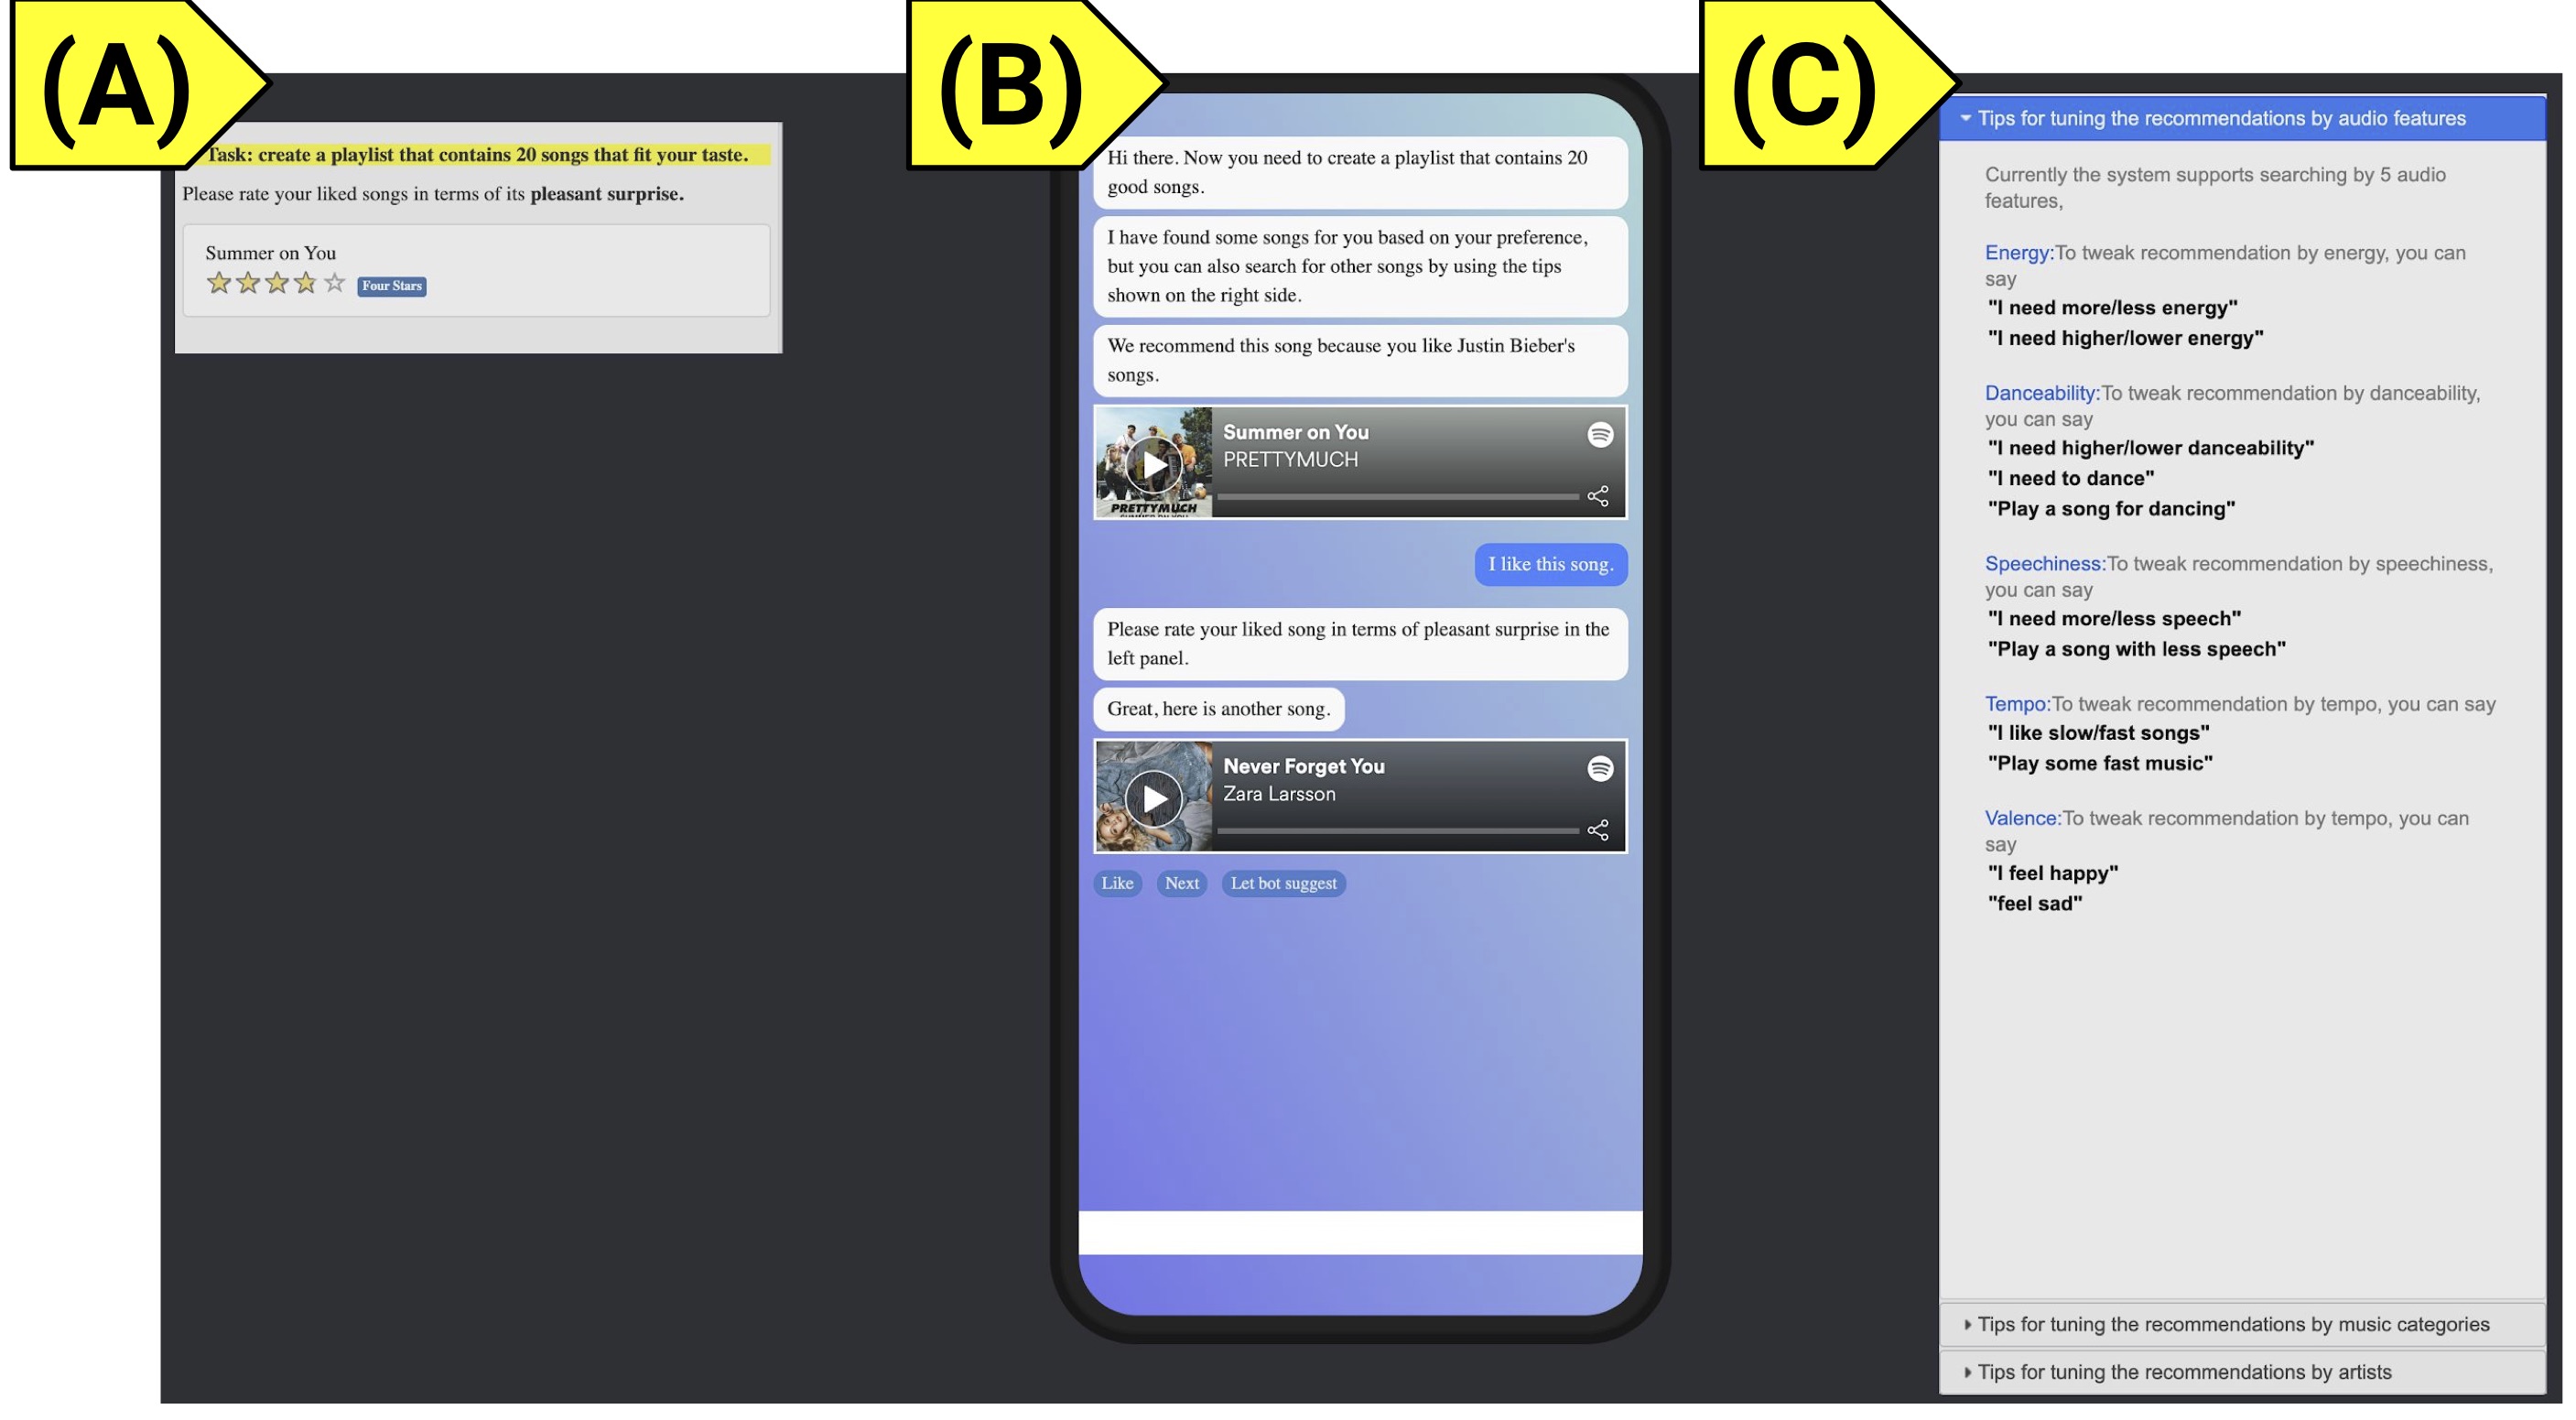 (A)
Task: create a playlist that contains 20 songs that fit your taste.
Please rate your liked songs in terms of its pleasant surprise.
Summer on You
Four Stars
(B)
Hi there. Now you need to create a playlist that contains 20
good songs.
I have found some songs for you based on your preference,
but you can also search for other songs by using the tips
shown on the right side.
We recommend this song because you like Justin Bieber's
songs.
PRETTYMUCH
Summer on You
PRETTYMUCH
I like this song.
Please rate your liked song in terms of pleasant surprise in the
left panel.
Great, here is another song.
Never Forget You
Zara Larsson
Like Next Let bot suggest
(C)
Tips for tuning the recommendations by audio features
Currently the system supports searching by 5 audio
features,
Energy:To tweak recommendation by energy, you can
say
"I need more/less energy"
"I need higher/lower energy"
Danceability:To tweak recommendation by danceability,
you can say
"I need higher/lower danceability"
"I need to dance"
"Play a song for dancing"
Speechiness:To tweak recommendation by speechiness,
you can say
"I need more/less speech"
"Play a song with less speech"
Tempo:To tweak recommendation by tempo, you can say
"I like slow/fast songs"
"Play some fast music"
Valence:To tweak recommendation by tempo, you can
say
"I feel happy"
"feel sad"
Tips for tuning the recommendations by music categories
Tips for tuning the recommendations by artists